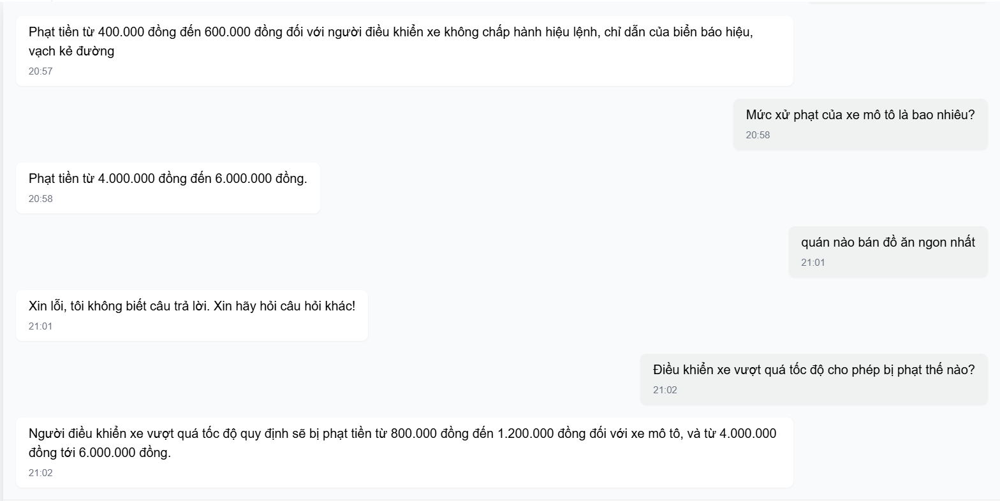 Phạt tiền từ 400.000 đồng đến 600.000 đồng đối với người điều khiển xe không chấp hành hiệu lệnh, chỉ dẫn của biển báo hiệu,
vạch kẻ đường
20:57
Mức xử phạt của xe mô tô là bao nhiêu?
20:58
Phạt tiền từ 4.000.000 đồng đến 6.000.000 đồng.
20:58
quán nào bán đồ ăn ngon nhất
21:01
Xin lỗi, tôi không biết câu trả lời. Xin hãy hỏi câu hỏi khác!
21:01
Điều khiển xe vượt quá tốc độ cho phép bị phạt thế nào?
21:02
Người điều khiển xe vượt quá tốc độ quy định sẽ bị phạt tiền từ 800.000 đồng đến 1.200.000 đồng đối với xe mô tô, và từ 4.000.000
đồng tới 6.000.000 đồng.
21:02